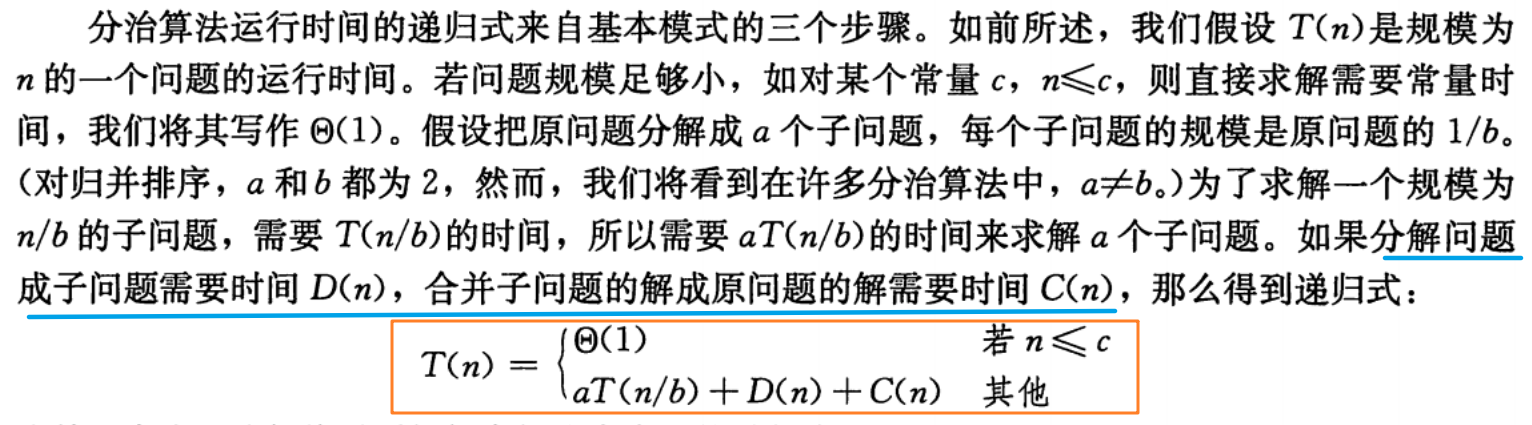 分治算法运行时间的递归式来自基本模式的三个步骤。如前所述，我们假设 T(n)是规模为
n 的一个问题的运行时间。若问题规模足够小，如对某个常量 c，n≤c，则直接求解需要常量时
间，我们将其写作 Θ(1)。假设把原问题分解成 a 个子问题，每个子问题的规模是原问题的 1/b。
(对归并排序，a 和 b 都为 2，然而，我们将看到在许多分治算法中，a≠b。)为了求解一个规模为
n/b 的子问题，需要 T(n/b)的时间，所以需要 aT(n/b)的时间来求解 a 个子问题。如果分解问题
成子问题需要时间 D(n)，合并子问题的解成原问题的解需要时间 C(n)，那么得到递归式：
Θ(1) 若 n≤c
T(n) =
aT(n/b)+D(n)+C(n) 其他